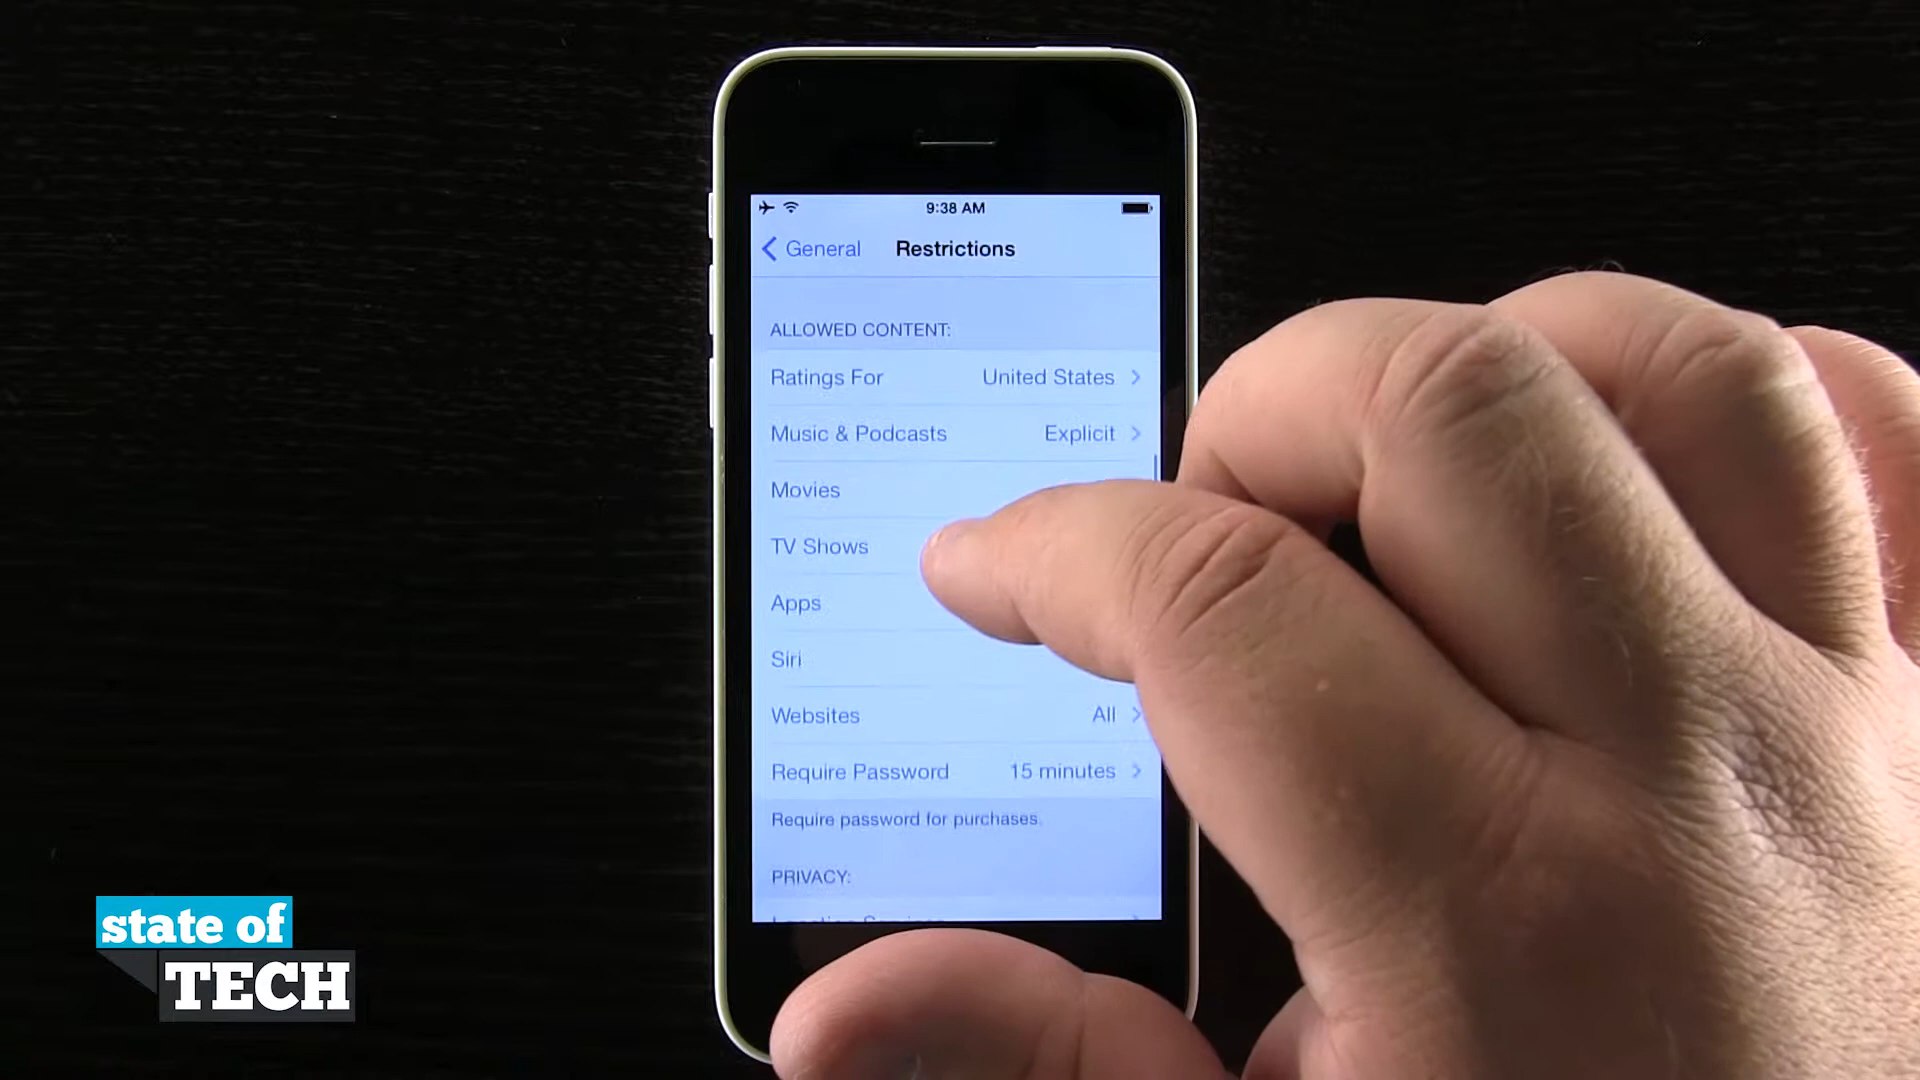 9:38 AM
General Restrictions
ALLOWED CONTENT:
Ratings For United States
Music & Podcasts Explicit
Movies
TV Shows
Apps
Siri
Websites All
Require Password 15 minutes
Require password for purchases.
PRIVACY:
state of
TECH